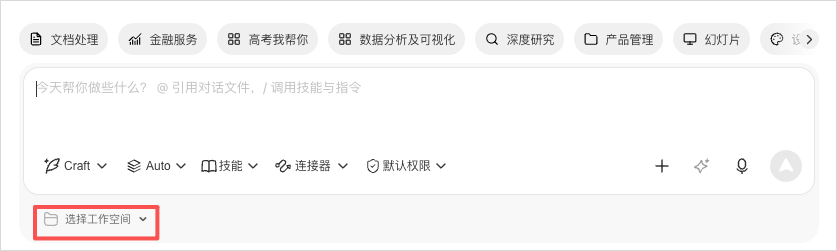 文档处理 金融服务 高考我帮你 数据分析及可视化 深度研究 产品管理 幻灯片
今天帮你做些什么? @ 引用对话文件, / 调用技能与指令
Craft Auto 技能 连接器 默认权限
选择工作空间